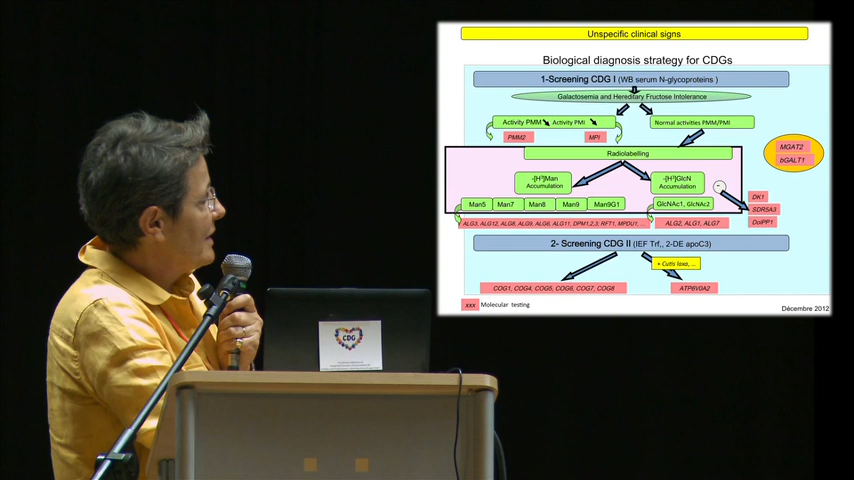 Unspecific clinical signs
Biological diagnosis strategy for CDGs
1-Screening CDG I (WB serum N-glycoproteins )
Galactosemia and Hereditary Fructose Intolerance
Activity PMM Activity PMI
Normal activities PMM/PMI
PMM2
MPI
MGAT2
bGALT1
Radiolabelling
-[H³]Man
Accumulation
-[H³]GlcN
Accumulation
-
Man5 Man7 Man8 Man9 Man9G1
GlcNAc1, GlcNAc2
DK1
SDR5A3
DolPP1
ALG3, ALG12, ALG8, ALG9, ALG6, ALG11, DPM1,2,3; RFT1, MPDU1, ...
ALG2, ALG1, ALG7
2- Screening CDG II (IEF Trf,, 2-DE apoC3)
+ Cutis laxa, ...
COG1, COG4, COG5, COG6, COG7, COG8
ATP6V0A2
xxx Molecular testing
Décembre 2012
CDG